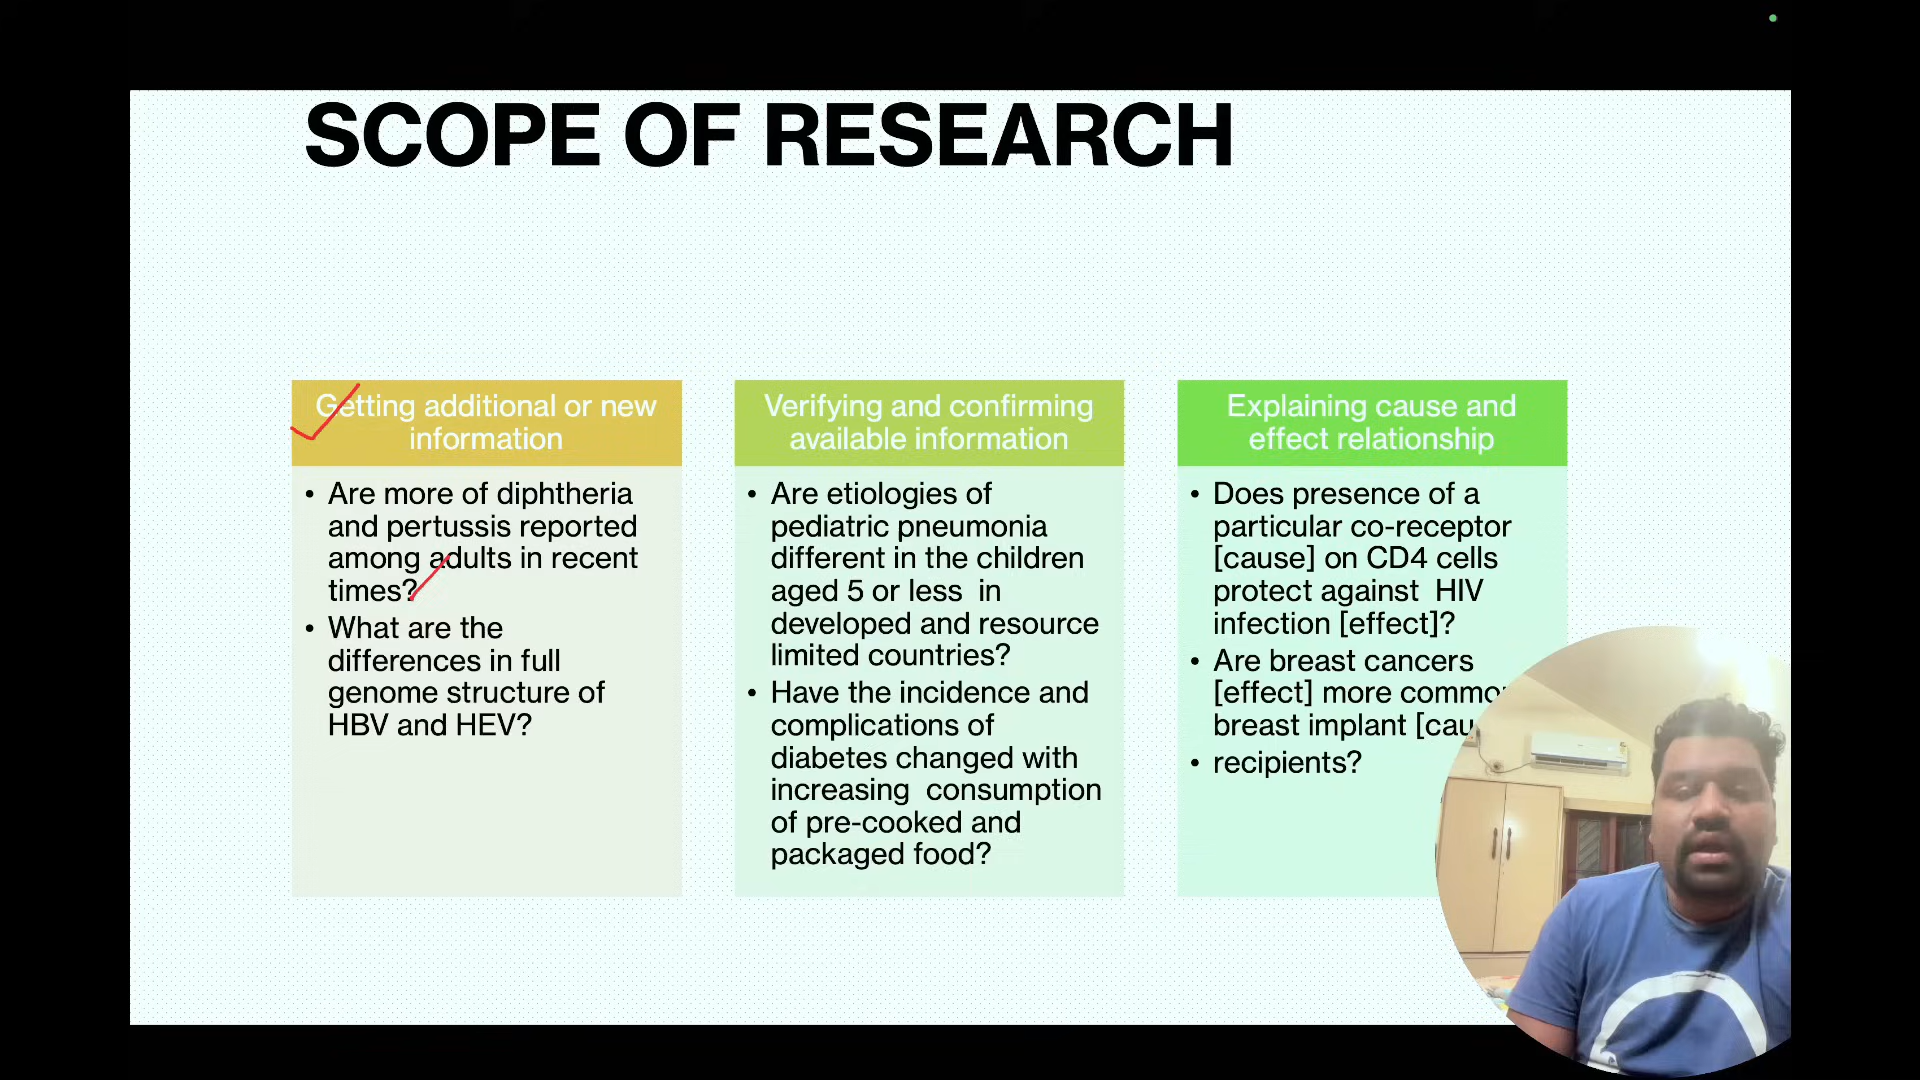 SCOPE OF RESEARCH
Getting additional or new
information
• Are more of diphtheria
and pertussis reported
among adults in recent
times?
• What are the
differences in full
genome structure of
HBV and HEV?
Verifying and confirming
available information
• Are etiologies of
pediatric pneumonia
different in the children
aged 5 or less in
developed and resource
limited countries?
• Have the incidence and
complications of
diabetes changed with
increasing consumption
of pre-cooked and
packaged food?
Explaining cause and
effect relationship
• Does presence of a
particular co-receptor
[cause] on CD4 cells
protect against HIV
infection [effect]?
• Are breast cancers
[effect] more
breast implant
• recipients?